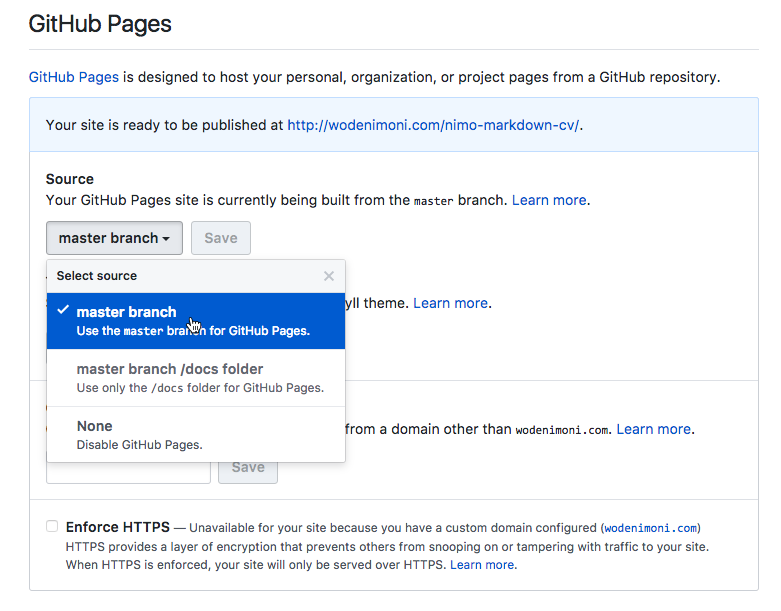 GitHub Pages
GitHub Pages is designed to host your personal, organization, or project pages from a GitHub repository.
Your site is ready to be published at http://wodenimoni.com/nimo-markdown-cv/.
Source
Your GitHub Pages site is currently being built from the master branch. Learn more.
master branch
Save
Select source
yll theme. Learn more.
master branch
Use the master branch for GitHub Pages.
master branch /docs folder
Use only the /docs folder for GitHub Pages.
None
from a domain other than wodenimoni.com. Learn more.
Disable GitHub Pages.
Save
Enforce HTTPS — Unavailable for your site because you have a custom domain configured (wodenimoni.com)
HTTPS provides a layer of encryption that prevents others from snooping on or tampering with traffic to your site.
When HTTPS is enforced, your site will only be served over HTTPS. Learn more.